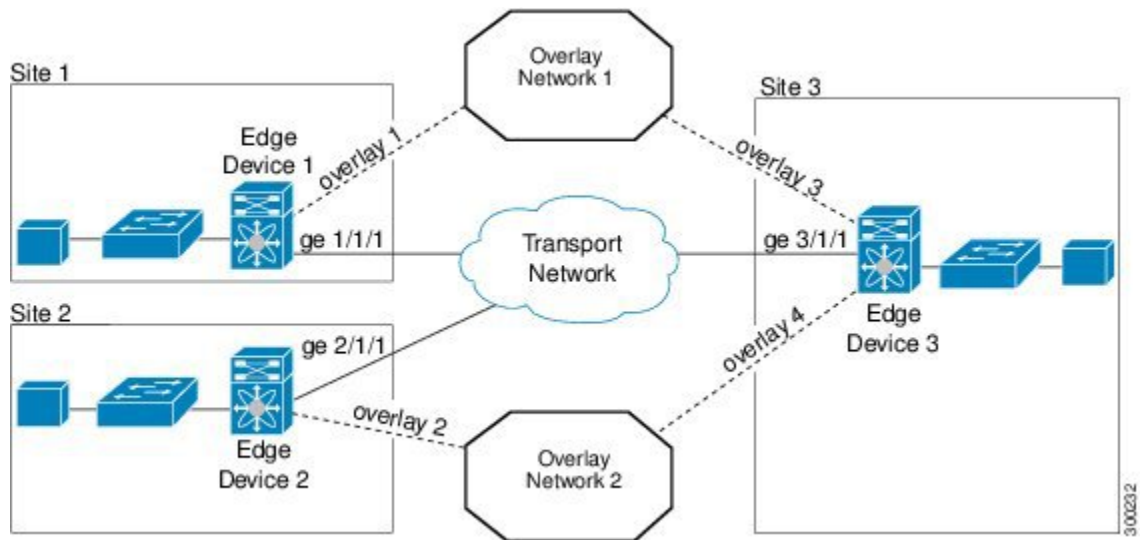 Overlay
Network 1
Site 1
Site 3
Edge
Device 1
overlay 1
overlay 3
ge 1/1/1
Transport
Network
ge 3/1/1
Site 2
ge 2/1/1
overlay 4
Edge
Device 3
overlay 2
Edge
Device 2
Overlay
Network 2
300232